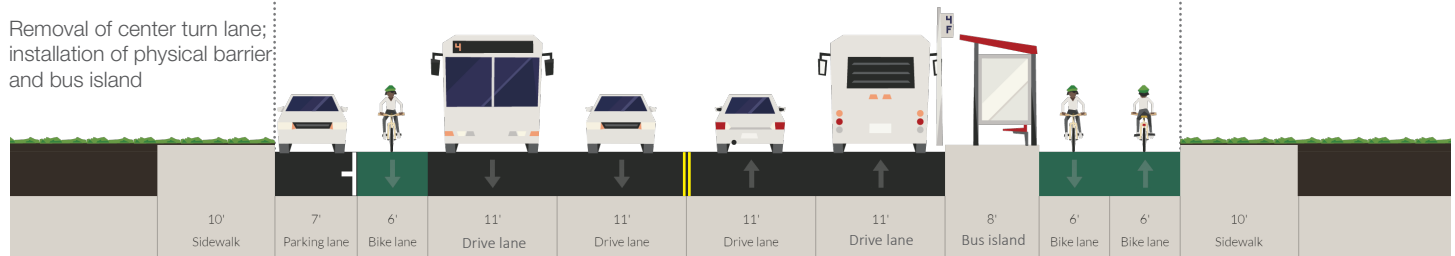 Removal of center turn lane;
installation of physical barrier
and bus island
4
4
F
10'
Sidewalk
7'
Parking lane
6'
Bike lane
11'
Drive lane
11'
Drive lane
11'
Drive lane
11'
Drive lane
8'
Bus island
6'
Bike lane
6'
Bike lane
10'
Sidewalk